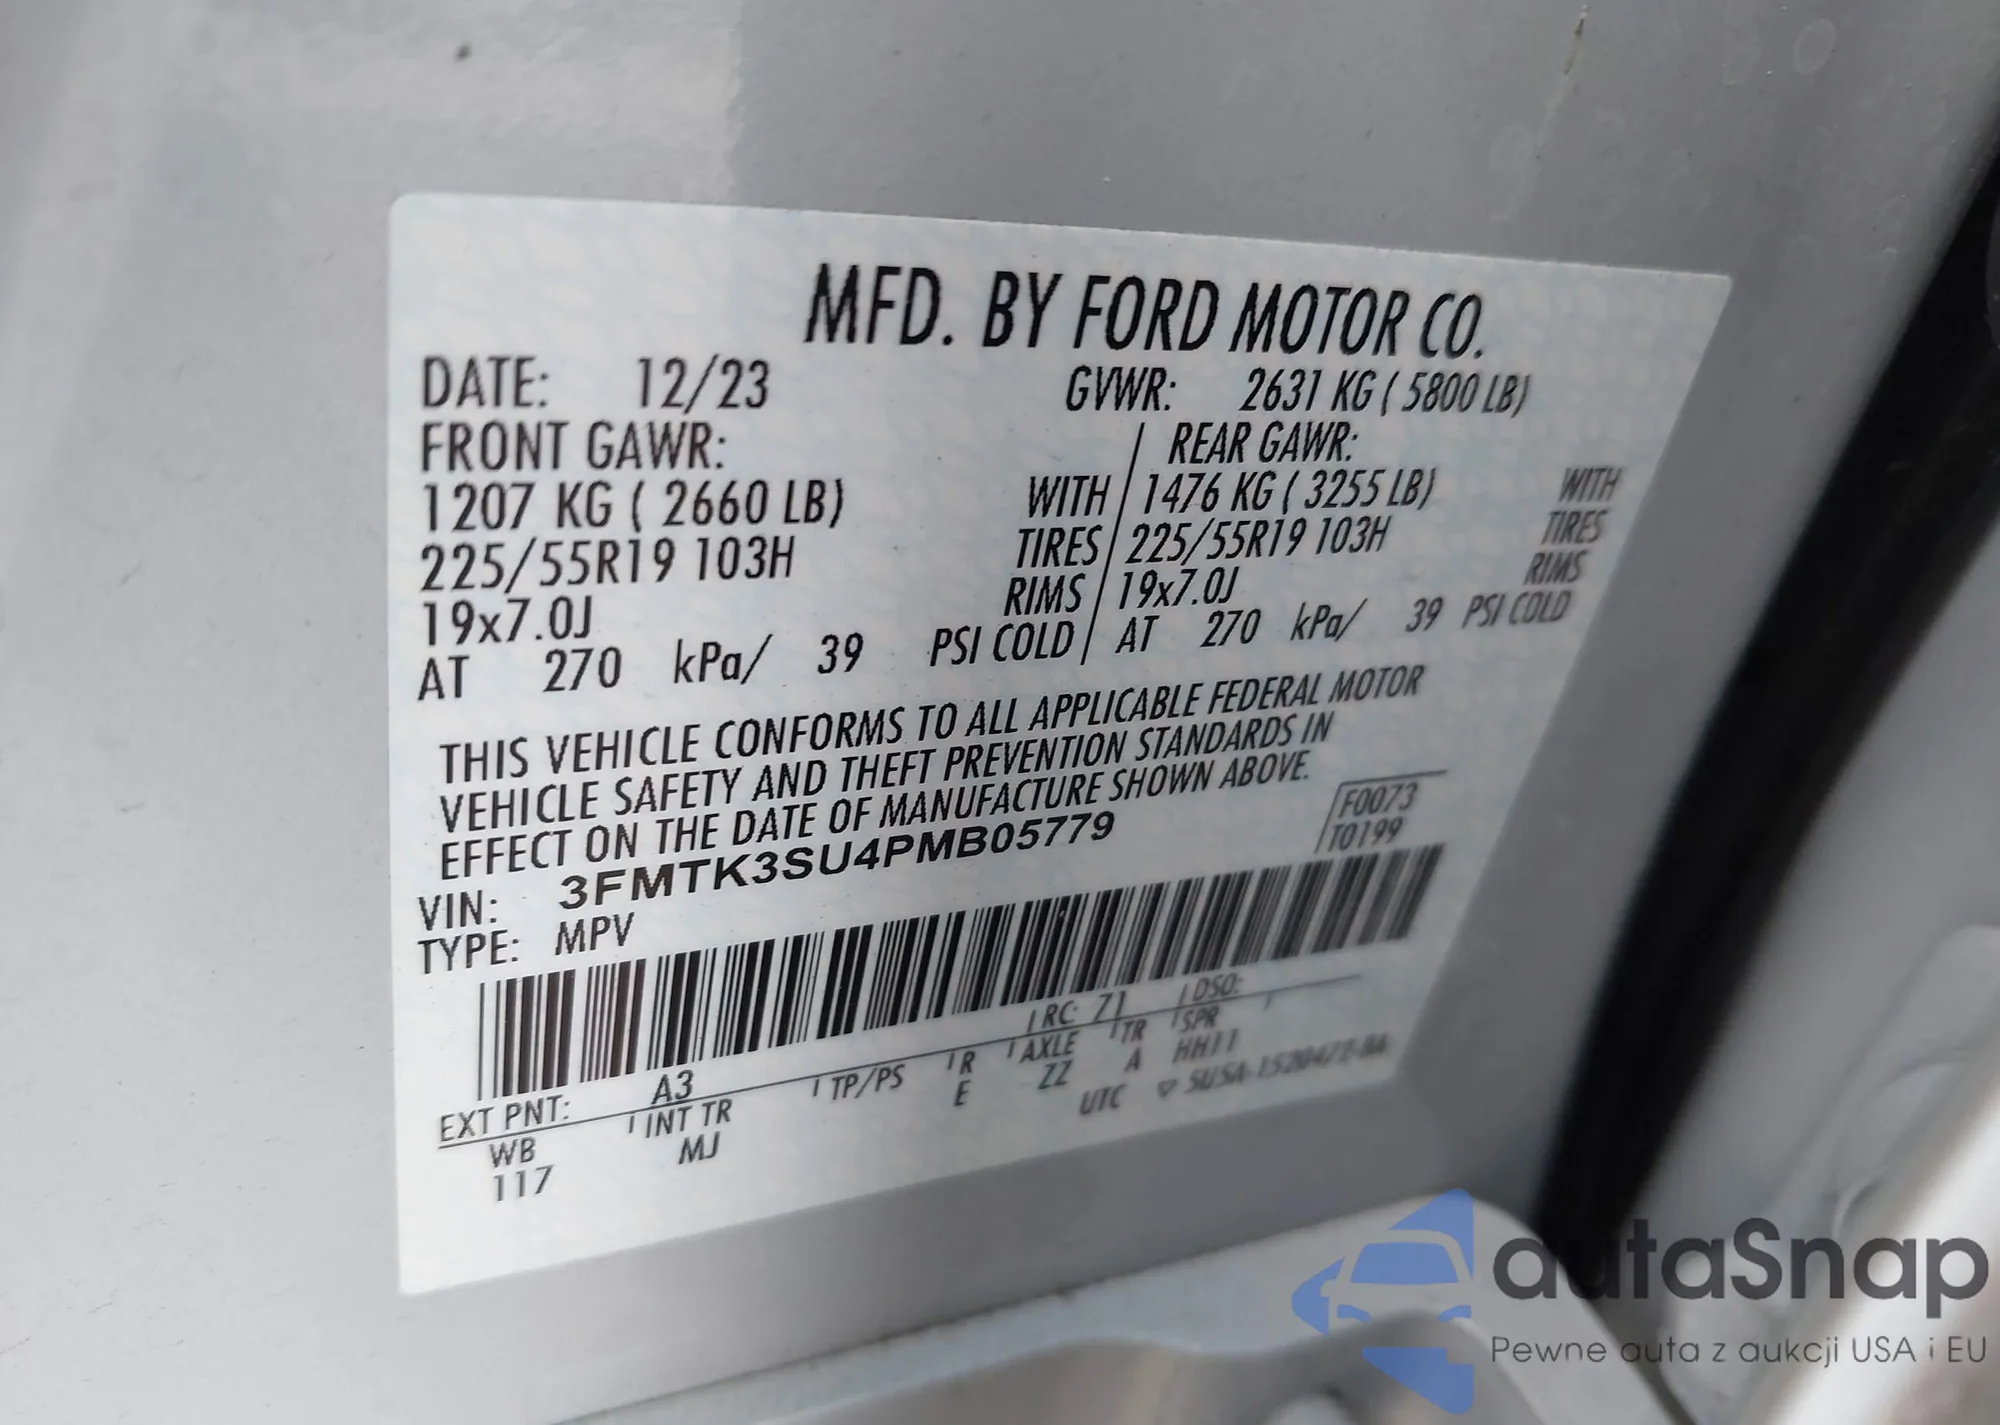 MFD. BY FORD MOTOR CO.
DATE: 12/23 GVWR: 2631 KG ( 5800 LB)
FRONT GAWR: REAR GAWR:
1207 KG ( 2660 LB) WITH 1476 KG ( 3255 LB) WITH
225/55R19 103H TIRES 225/55R19 103H TIRES
19x7.0J RIMS 19x7.0J RIMS
AT 270 kPa/ 39 PSI COLD AT 270 kPa/ 39 PSI COLD
THIS VEHICLE CONFORMS TO ALL APPLICABLE FEDERAL MOTOR
VEHICLE SAFETY AND THEFT PREVENTION STANDARDS IN
EFFECT ON THE DATE OF MANUFACTURE SHOWN ABOVE.
VIN: 3FMTK3SU4PMB05779 F0073
TYPE: MPV T0199
EXT PNT: A3 RC: 71 DSO:
WB INT TR TP/PS R AXLE TR SPR
117 MJ E ZZ A HH11
UTC
autaSnap
Pewne auta z aukcji USA i EU